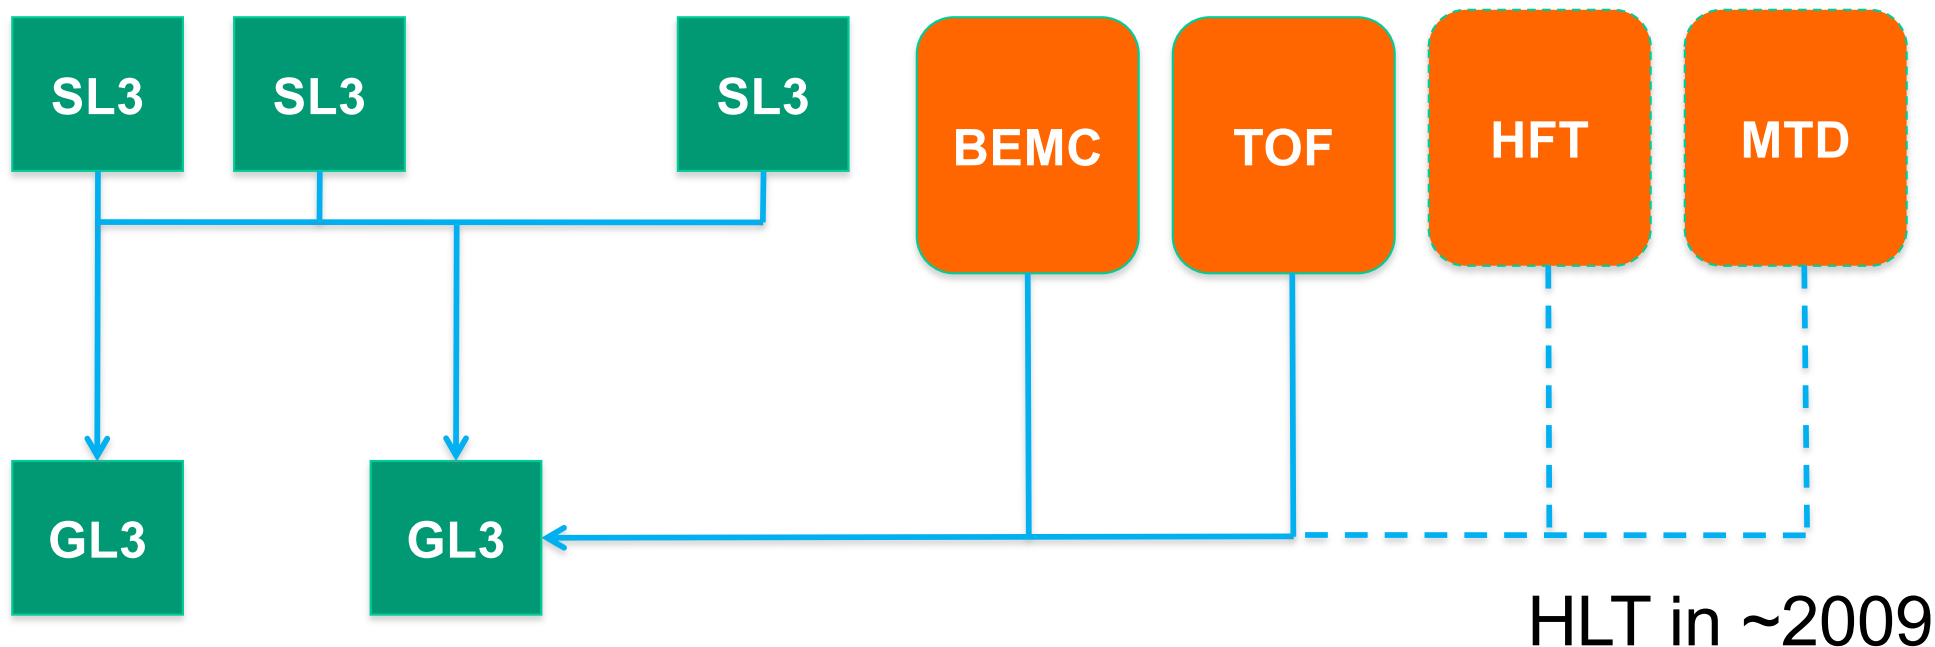 SL3
SL3
SL3
BEMC
TOF
HFT
MTD
GL3
GL3
HLT in ~2009